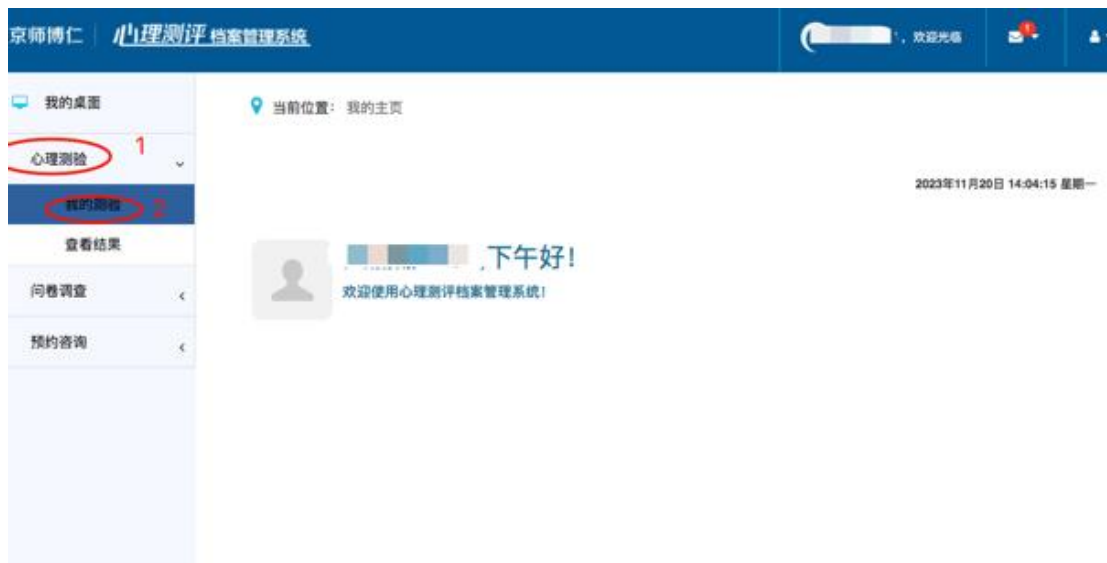 京师博仁 心理测评 档案管理系统
，欢迎光临
我的桌面
当前位置： 我的主页
心理测验 1
2023年11月20日 14:04:15 星期一
我的测验 2
查看结果
,下午好！
欢迎使用心理测评档案管理系统！
问卷调查
预约咨询